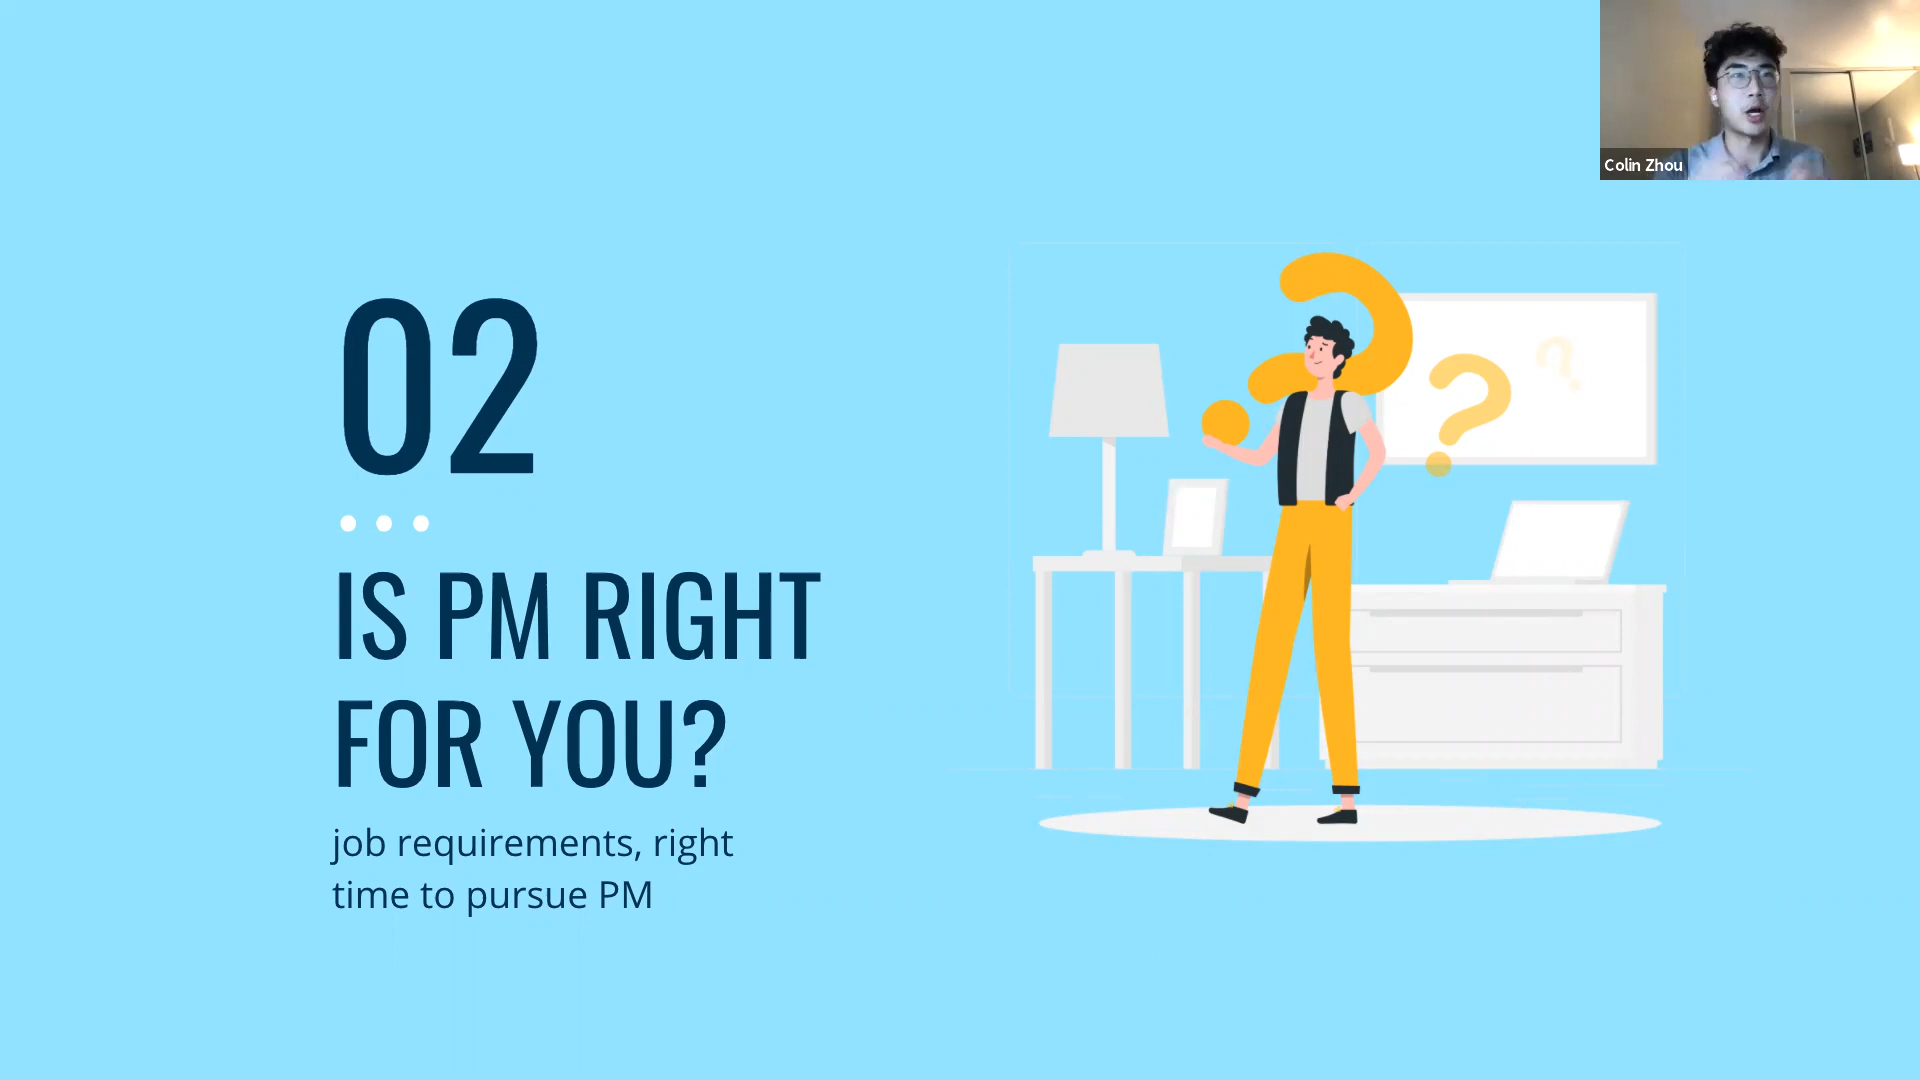 Colin Zhou
02
IS PM RIGHT
FOR YOU?
job requirements, right
time to pursue PM